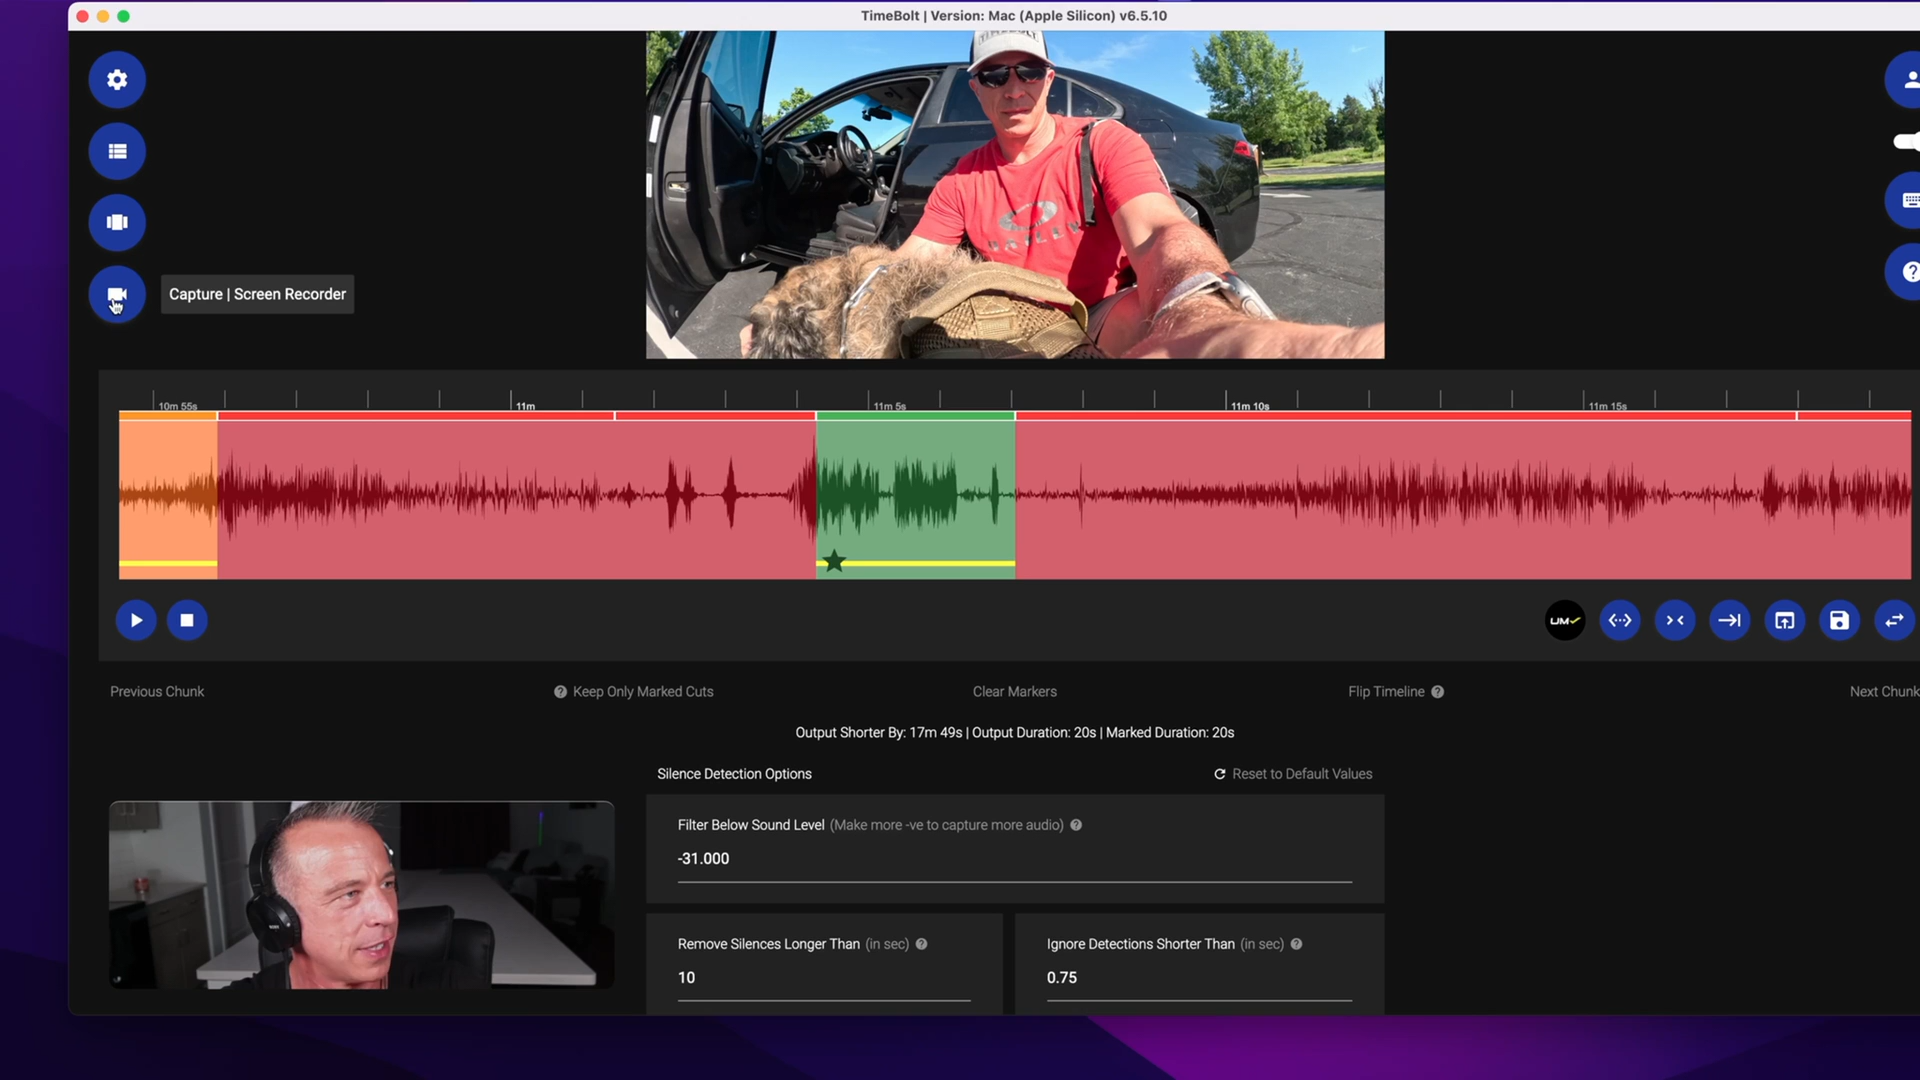 TimeBolt | Version: Mac (Apple Silicon) v6.5.10
Capture | Screen Recorder
10m 55s
11m
11m 5s
11m 10s
11m 15s
UM
Previous Chunk
Keep Only Marked Cuts
Clear Markers
Flip Timeline
Next Chunk
Output Shorter By: 17m 49s | Output Duration: 20s | Marked Duration: 20s
Silence Detection Options
Reset to Default Values
Filter Below Sound Level (Make more -ve to capture more audio)
-31.000
Remove Silences Longer Than (in sec)
Ignore Detections Shorter Than (in sec)
10
0.75